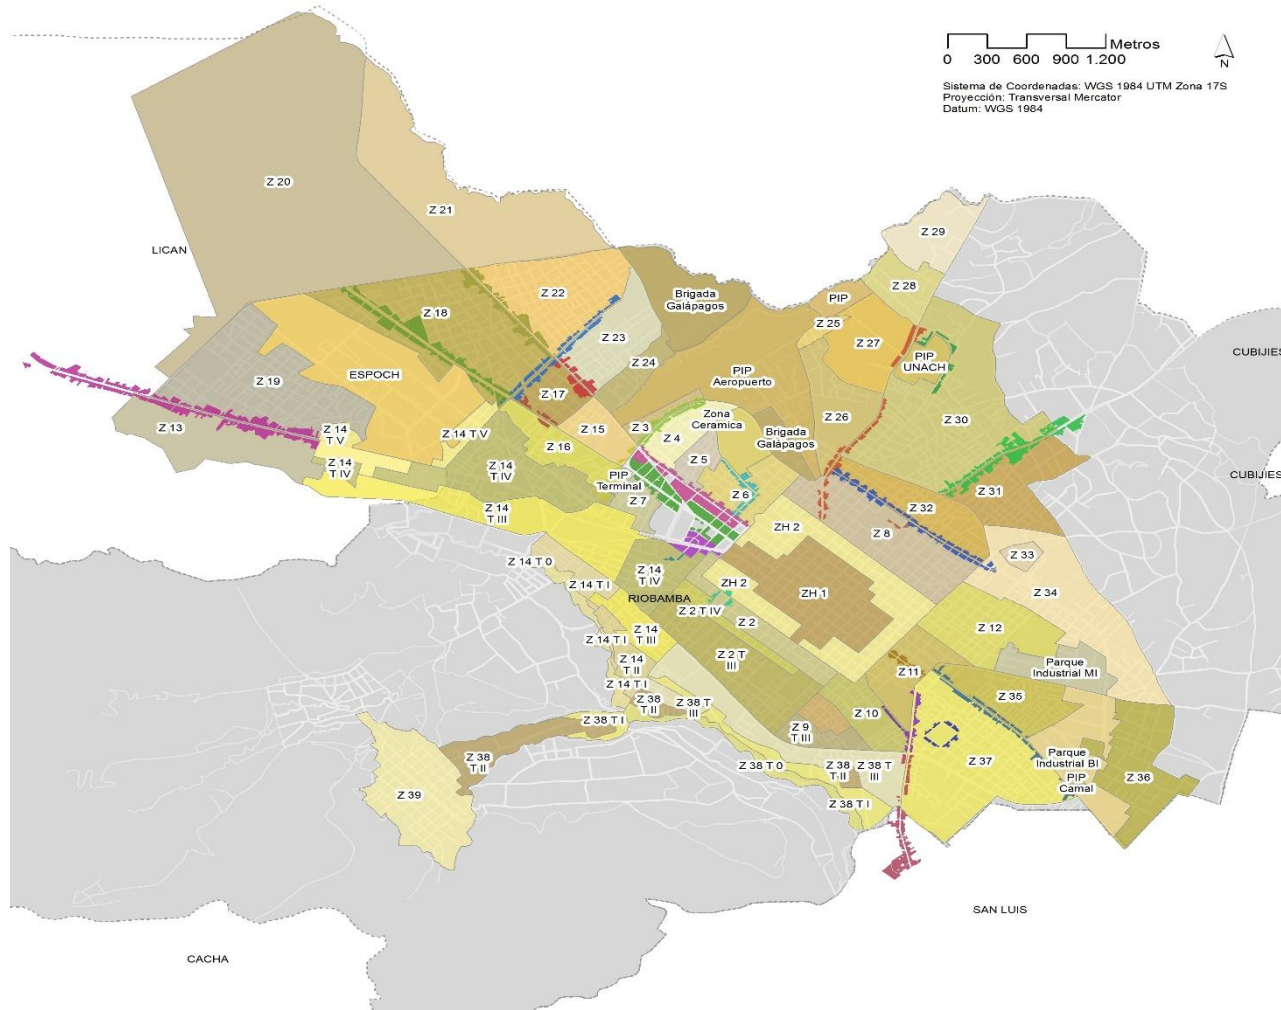 Metros
0 300 600 900 1.200
N
Sistema de Coordenadas: WGS 1984 UTM Zona 17S
Proyección: Transversal Mercator
Datum: WGS 1984
Z 20
Z 21
Z 29
LICAN
Z 28
Z 22
Brigada
Galápagos
PIP
Z 18
Z 25
Z 23
Z 27
CUBIJIES
Z 24
PIP
UNACH
PIP
Aeropuerto
ESPOCH
Z 19
Z 17
Zona
Ceramica
Z 26
Z 30
Z 13
Z 14
T V
Z 14 T V
Z 15
Z 3
Z 4
Brigada
Galápagos
Z 16
Z 5
Z 14
T IV
Z 14
T IV
PIP
Terminal
CUBIJIES
Z 7
Z 6
Z 31
Z 32
Z 14
T III
ZH 2
Z 8
Z 33
Z 14 T 0
Z 14
T IV
Z 14 T I
ZH 2
ZH 1
Z 34
RIOBAMBA
Z 2 T IV
Z 2
Z 12
Z 14
T III
Z 14 T I
Z 2 T
III
Z 14
T II
Parque
Industrial MI
Z 11
Z 14 T I
Z 35
Z 38
T II
Z 38 T
III
Z 10
Z 38 T I
Z 9
T III
Z 38
T II
Z 38 T 0
Z 38
T II
Z 38 T
III
Z 37
Parque
Industrial BI
PIP
Camal
Z 36
Z 39
Z 38 T I
SAN LUIS
CACHA